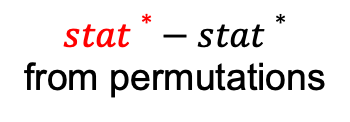 stat * − stat *
from permutations